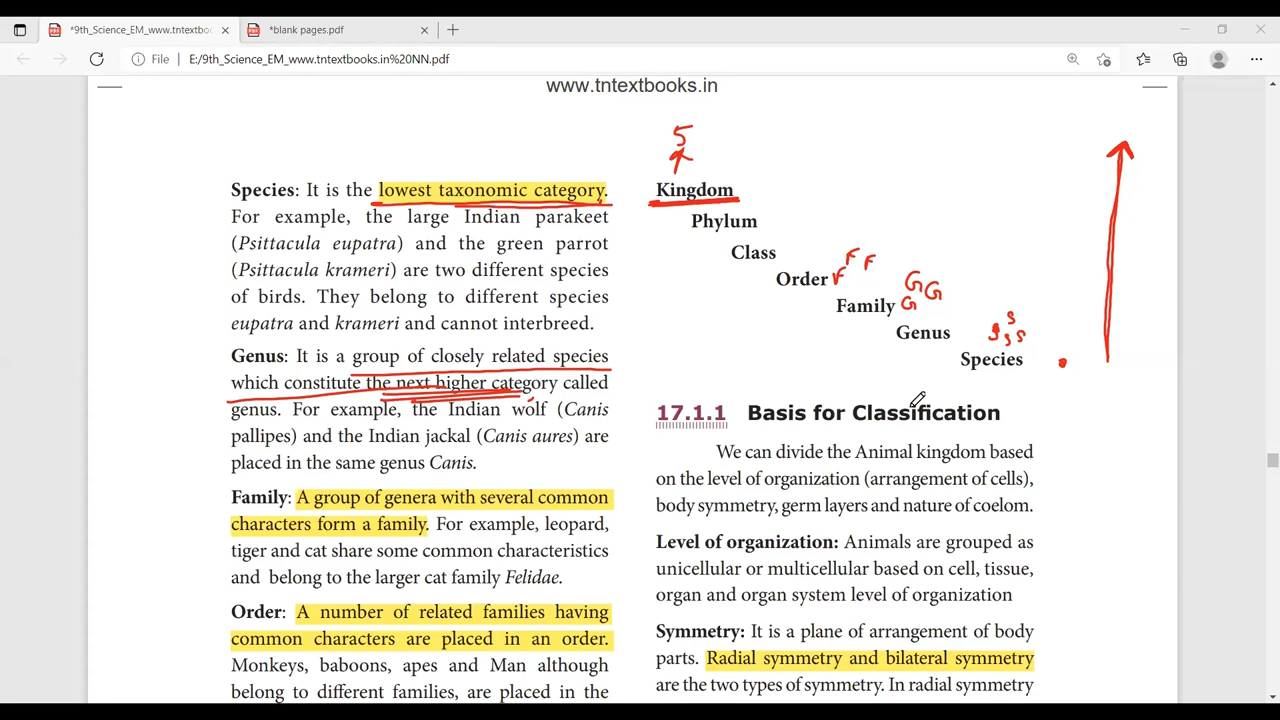 *9th_Science_EM_www.tntextboo
*blank pages.pdf
File
E:/9th_Science_EM_www.tntextbooks.in%20NN.pdf
www.tntextbooks.in
Species: It is the lowest taxonomic category.
For example, the large Indian parakeet
(Psittacula eupatra) and the green parrot
(Psittacula krameri) are two different species
of birds. They belong to different species
eupatra and krameri and cannot interbreed.
Genus: It is a group of closely related species
which constitute the next higher category called
genus. For example, the Indian wolf (Canis
pallipes) and the Indian jackal (Canis aures) are
placed in the same genus Canis.
Family: A group of genera with several common
characters form a family. For example, leopard,
tiger and cat share some common characteristics
and belong to the larger cat family Felidae.
Order: A number of related families having
common characters are placed in an order.
Monkeys, baboons, apes and Man although
belong to different families, are placed in the
5
Kingdom
Phylum
Class
F F
Order F
G G
Family G
S
Genus S S S
Species
17.1.1 Basis for Classification
We can divide the Animal kingdom based
on the level of organization (arrangement of cells),
body symmetry, germ layers and nature of coelom.
Level of organization: Animals are grouped as
unicellular or multicellular based on cell, tissue,
organ and organ system level of organization
Symmetry: It is a plane of arrangement of body
parts. Radial symmetry and bilateral symmetry
are the two types of symmetry. In radial symmetry